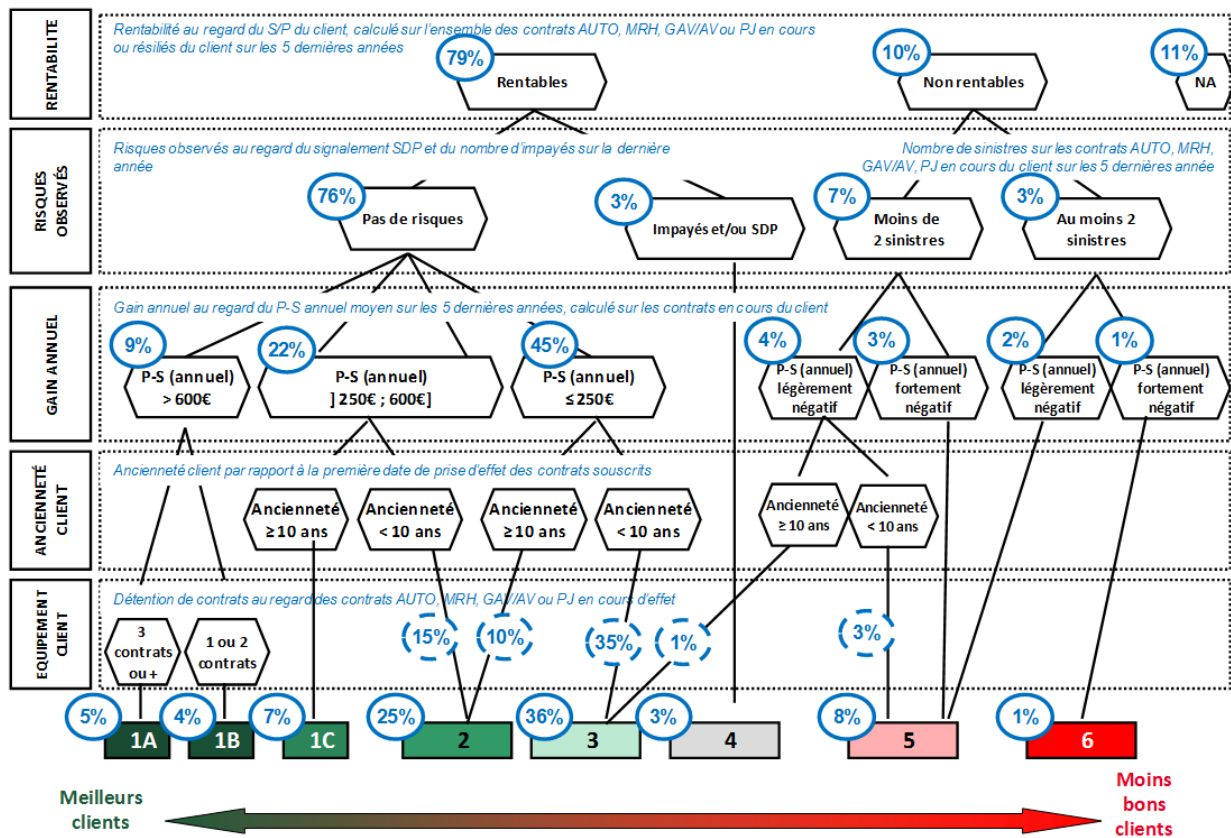 RENTABILITE
Rentabilité au regard du S/P du client, calculé sur l'ensemble des contrats AUTO, MRH, GAV/AV ou PJ en cours
ou résiliés du client sur les 5 dernières années
79%
Rentables
10%
Non rentables
11%
NA
RISQUES
OBSERVÉS
Risques observés au regard du signalement SDP et du nombre d'impayés sur la dernière
année
Nombre de sinistres sur les contrats AUTO, MRH,
GAV/AV, PJ en cours du client sur les 5 dernières année
76%
Pas de risques
3%
Impayés et/ou SDP
7%
Moins de
2 sinistres
3%
Au moins 2
sinistres
GAIN ANNUEL
Gain annuel au regard du P-S annuel moyen sur les 5 dernières années, calculé sur les contrats en cours du client
9%
P-S (annuel)
> 600€
22%
P-S (annuel)
] 250€ ; 600€]
45%
P-S (annuel)
≤ 250€
4%
P-S (annuel)
légèrement
négatif
3%
P-S (annuel)
fortement
négatif
2%
P-S (annuel)
légèrement
négatif
1%
P-S (annuel)
fortement
négatif
ANCIENNETÉ
CLIENT
Ancienneté client par rapport à la première date de prise d'effet des contrats souscrits
Ancienneté
≥ 10 ans
Ancienneté
< 10 ans
Ancienneté
≥ 10 ans
Ancienneté
< 10 ans
Ancienneté
≥ 10 ans
Ancienneté
< 10 ans
EQUIPEMENT
CLIENT
Détention de contrats au regard des contrats AUTO, MRH, GAV/AV ou PJ en cours d'effet
3
contrats
ou +
1 ou 2
contrats
15%
10%
35%
1%
3%
5%
1A
4%
1B
7%
1C
25%
2
36%
3
3%
4
8%
5
1%
6
Meilleurs
clients
Moins
bons
clients